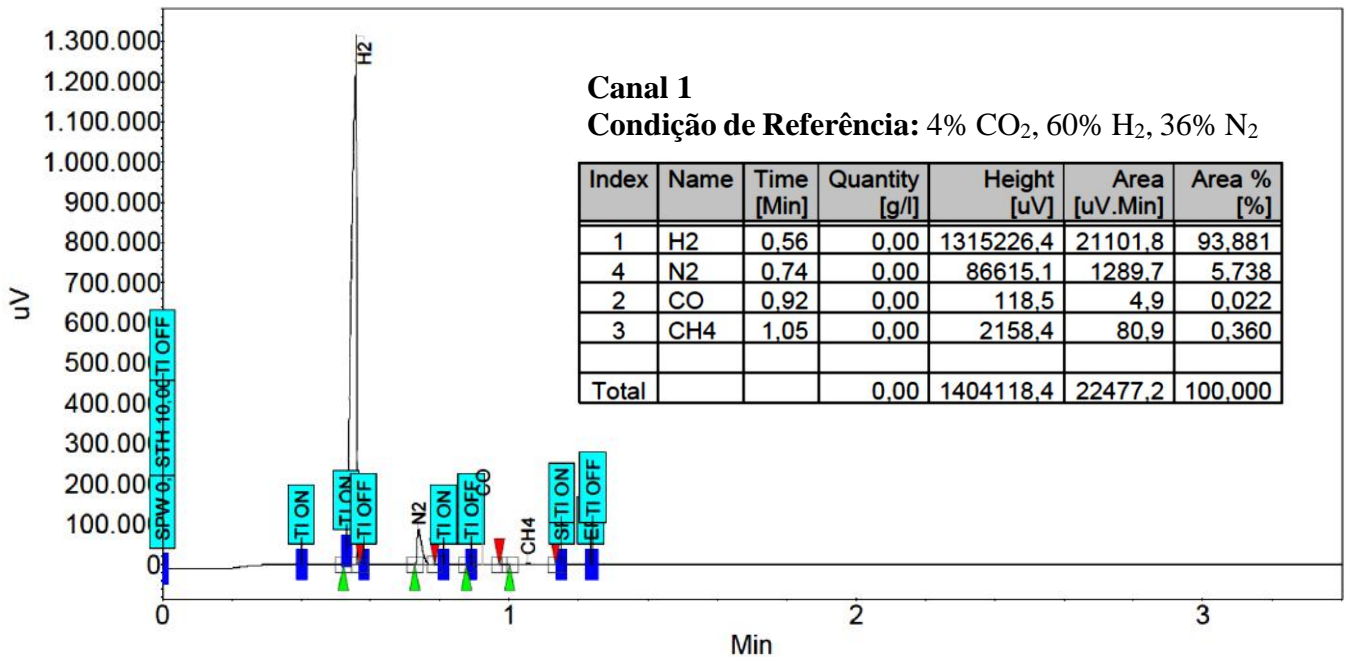 1.300.000
1.200.000
1.100.000
1.000.000
900.000
800.000
700.000
600.000
500.000
400.000
300.000
200.000
100.000
0
uV
H2
Canal 1
Condição de Referência: 4% CO₂, 60% H₂, 36% N₂
Index Name Time [Min] Quantity [g/l] Height [uV] Area [uV.Min] Area % [%]
1 H2 0,56 0,00 1315226,4 21101,8 93,881
4 N2 0,74 0,00 86615,1 1289,7 5,738
2 CO 0,92 0,00 118,5 4,9 0,022
3 CH4 1,05 0,00 2158,4 80,9 0,360
Total 0,00 1404118,4 22477,2 100,000
SPW 0, STH 10,00 TI OFF
TI ON
TI ON
TI OFF
N2
TI ON
TI OFF
CO
CH4
TI ON
TI OFF
0 1 2 3
Min